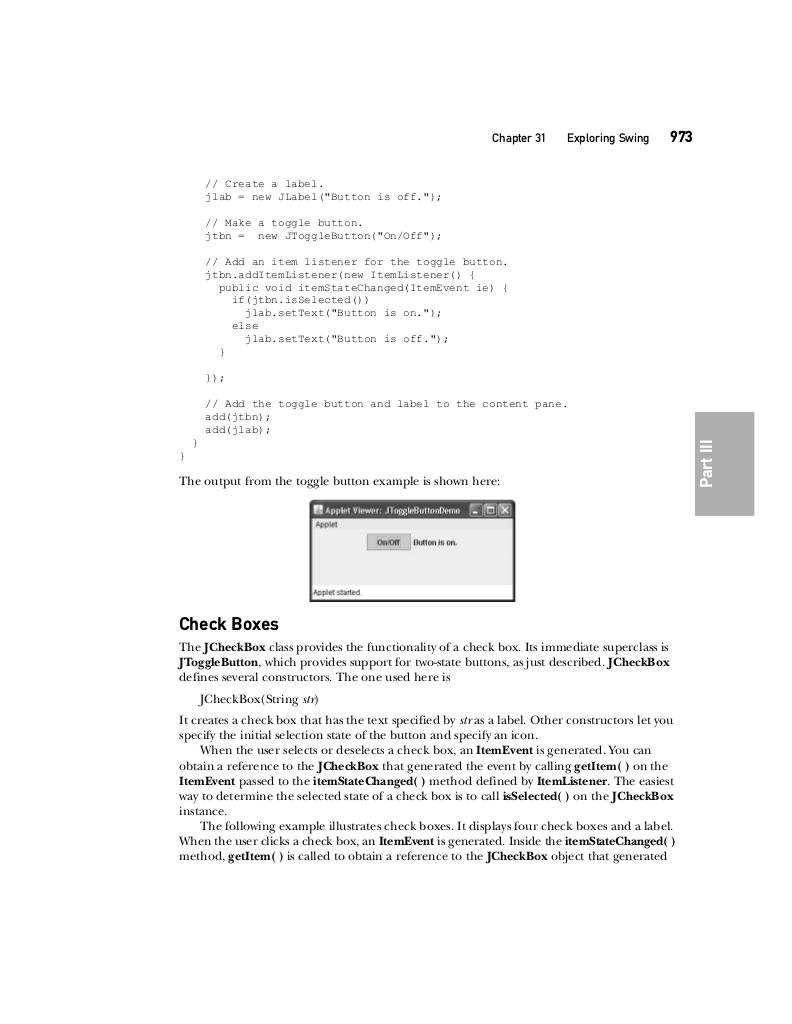 Chapter 31 Exploring Swing 973
// Create a label.
jlab = new JLabel("Button is off.");
// Make a toggle button.
jtbn =  new JToggleButton("On/Off");
// Add an item listener for the toggle button.
jtbn.addItemListener(new ItemListener() {
public void itemStateChanged(ItemEvent ie) {
if(jtbn.isSelected())
jlab.setText("Button is on.");
else
jlab.setText("Button is off.");
}
});
// Add the toggle button and label to the content pane.
add(jtbn);
add(jlab);
}
}
Part III
The output from the toggle button example is shown here:
Applet Viewer: JToggleButtonDemo
Applet
On/Off Button is on.
Applet started.
Check Boxes
The JCheckBox class provides the functionality of a check box. Its immediate superclass is
JToggleButton, which provides support for two-state buttons, as just described. JCheckBox
defines several constructors. The one used here is
JCheckBox(String str)
It creates a check box that has the text specified by str as a label. Other constructors let you
specify the initial selection state of the button and specify an icon.
When the user selects or deselects a check box, an ItemEvent is generated. You can
obtain a reference to the JCheckBox that generated the event by calling getItem( ) on the
ItemEvent passed to the itemStateChanged( ) method defined by ItemListener. The easiest
way to determine the selected state of a check box is to call isSelected( ) on the JCheckBox
instance.
The following example illustrates check boxes. It displays four check boxes and a label.
When the user clicks a check box, an ItemEvent is generated. Inside the itemStateChanged( )
method, getItem( ) is called to obtain a reference to the JCheckBox object that generated